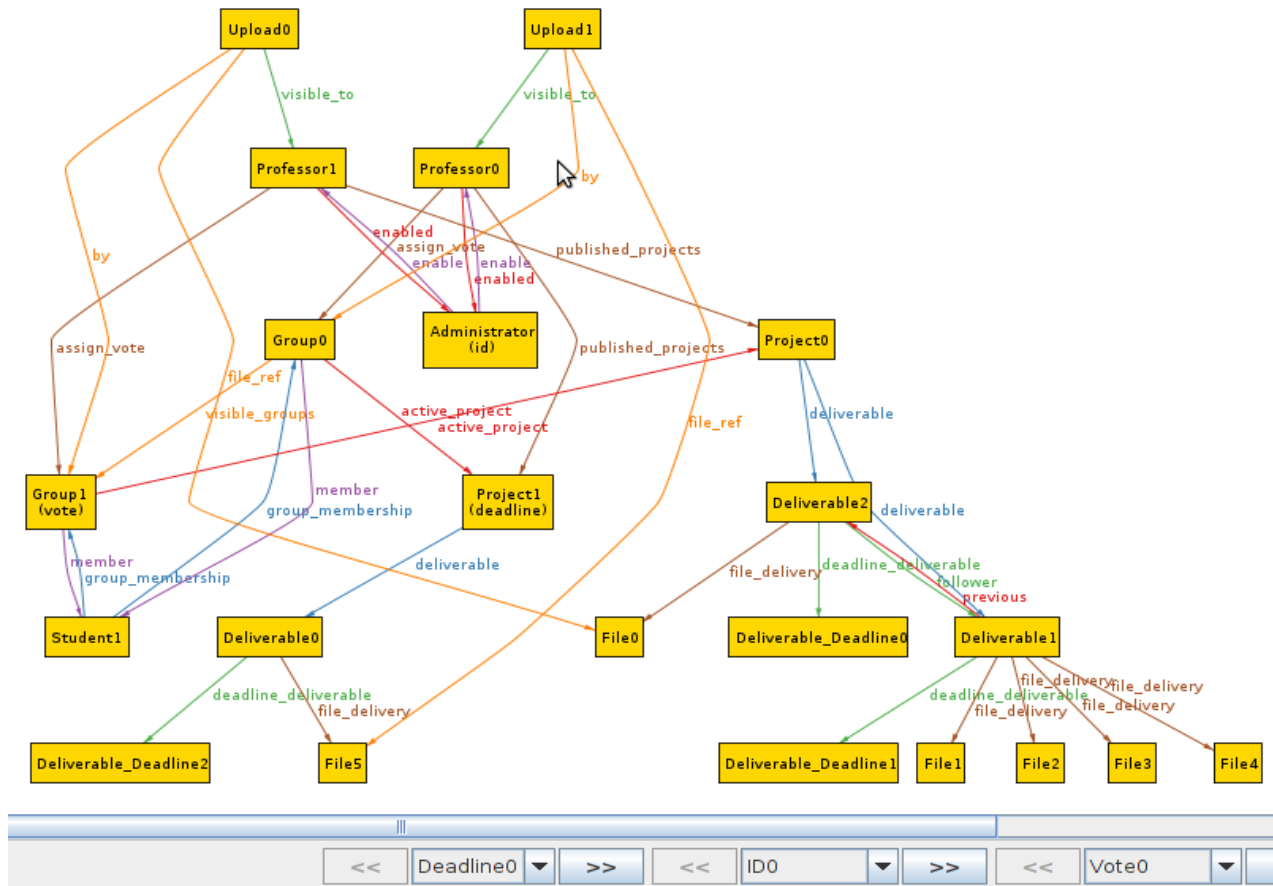 Upload0
Upload1
visible_to
visible_to
Professor1
Professor0
by
enabled
assign_vote
published_projects
by
enable
enable
enabled
Group0
Administrator
(id)
Project0
assign_vote
published_projects
file_ref
visible_groups
active_project
deliverable
active_project
file_ref
Group1
(vote)
member
Project1
(deadline)
Deliverable2
group_membership
deliverable
member
group_membership
deliverable
file_delivery
deadline_deliverable
follower
previous
Student1
Deliverable0
File0
Deliverable_Deadline0
Deliverable1
deadline_deliverable
file_delivery
deadline_deliverable
file_delivery
file_delivery
file_delivery
file_delivery
Deliverable_Deadline2
File5
Deliverable_Deadline1
File1
File2
File3
File4
<< Deadline0 >> << ID0 >> << Vote0